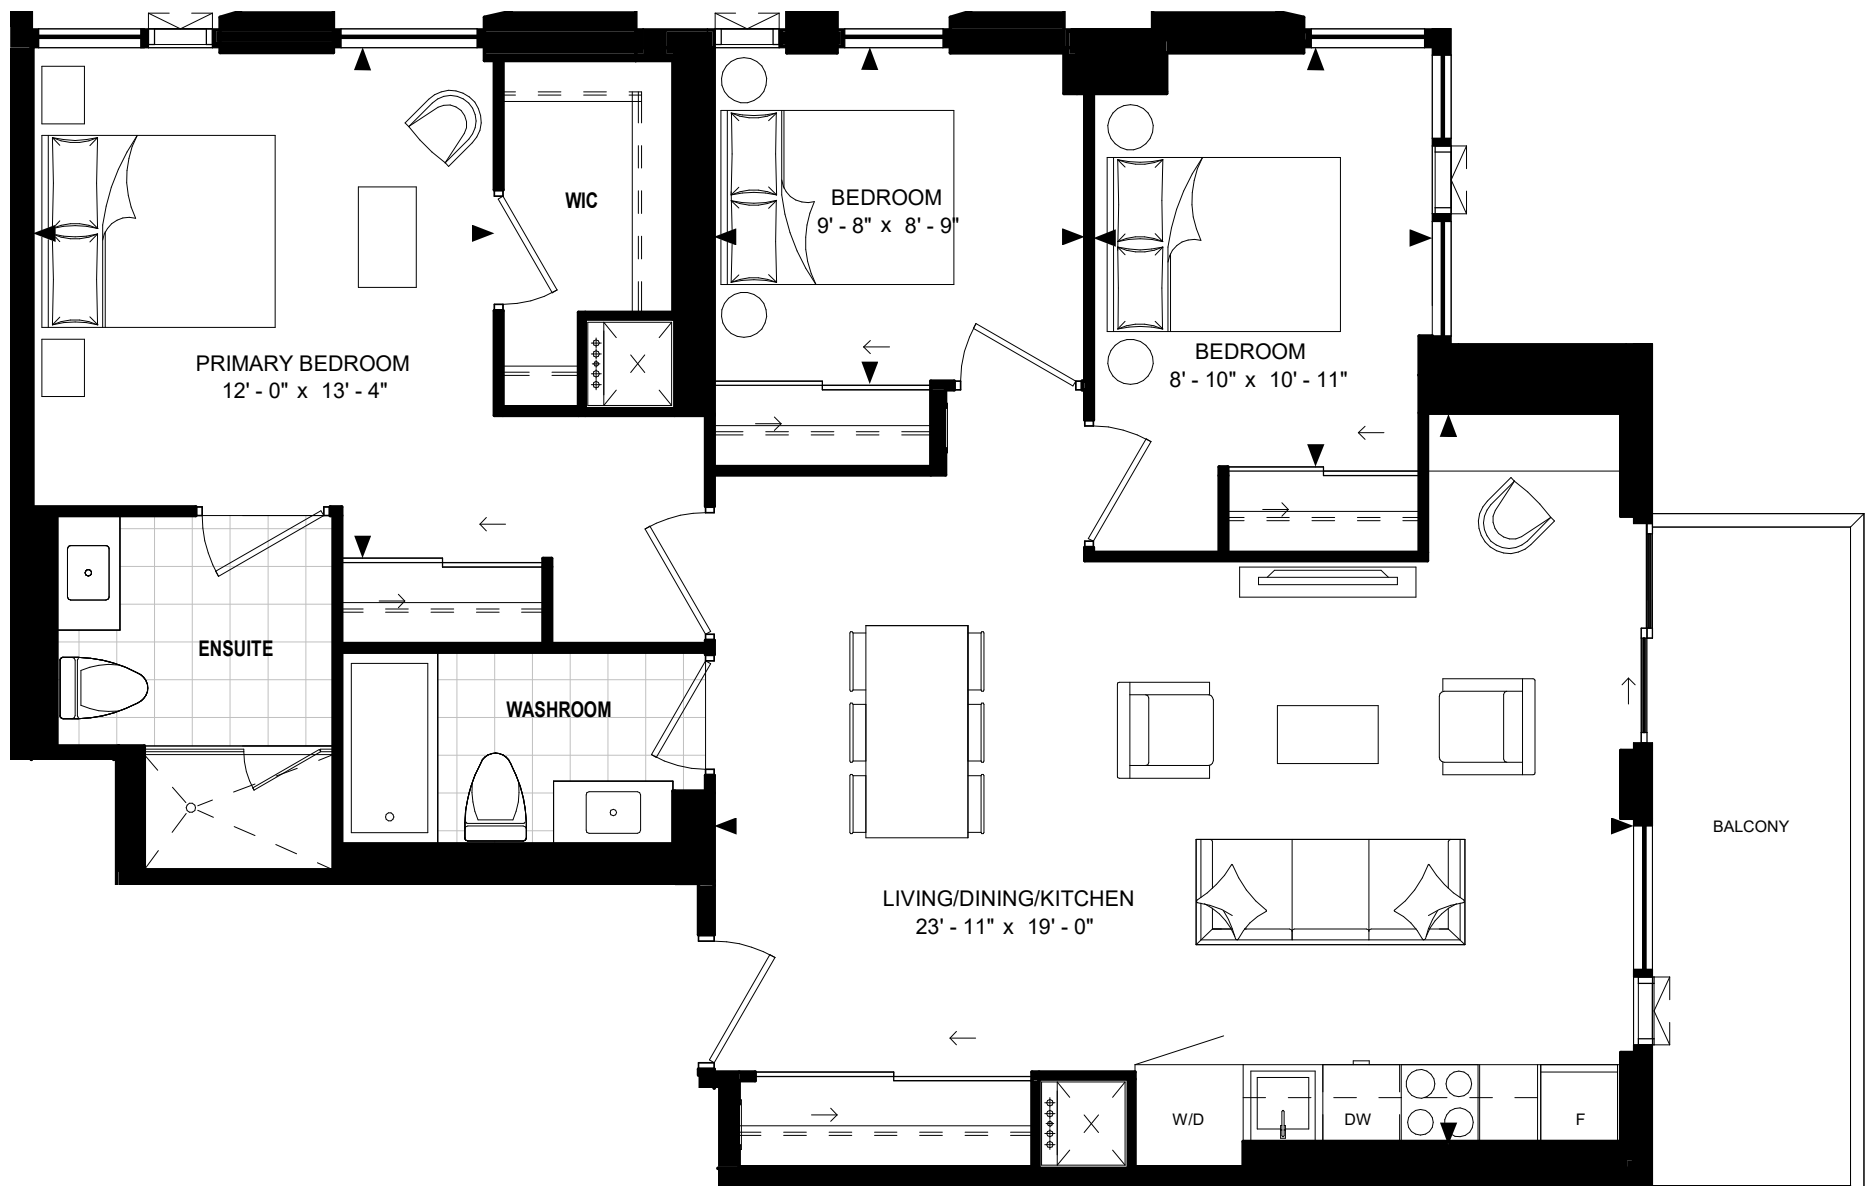 WIC
BEDROOM
9' - 8" x 8' - 9"
PRIMARY BEDROOM
12' - 0" x 13' - 4"
BEDROOM
8' - 10" x 10' - 11"
ENSUITE
WASHROOM
BALCONY
LIVING/DINING/KITCHEN
23' - 11" x 19' - 0"
W/D
DW
F